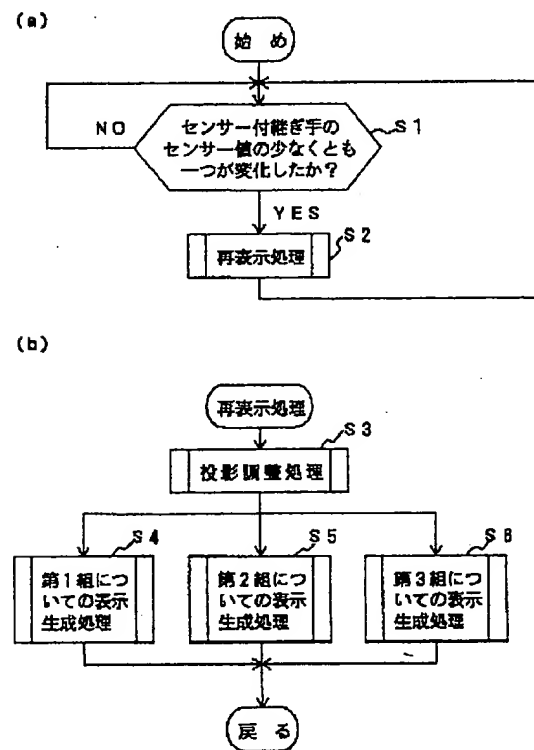 (a)
始め
NO
センサー付継ぎ手の
センサー値の少なくとも
一つが変化したか？
S1
YES
S2
再表示処理
(b)
再表示処理
S3
投影調整処理
S4
S5
S6
第1組につ
いての表示
生成処理
第2組につ
いての表示
生成処理
第3組につ
いての表示
生成処理
戻る